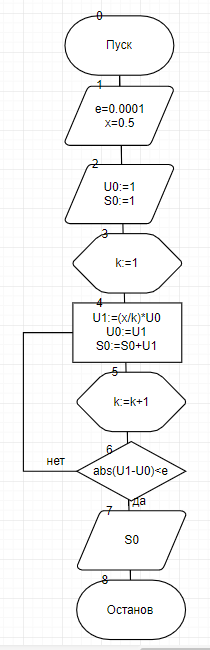 0
Пуск
1
e=0.0001
x=0.5
2
U0:=1
S0:=1
3
k:=1
4
U1:=(x/k)*U0
U0:=U1
S0:=S0+U1
5
k:=k+1
6
нет
abs(U1-U0)<e
да
7
S0
8
Останов